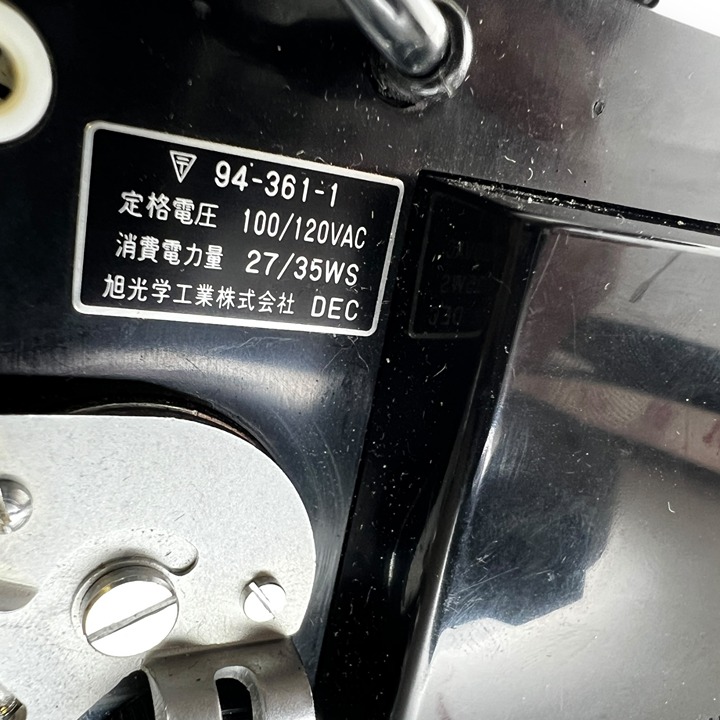 〒 94-361-1
定格電圧 100/120VAC
消費電力量 27/35WS
旭光学工業株式会社 DEC